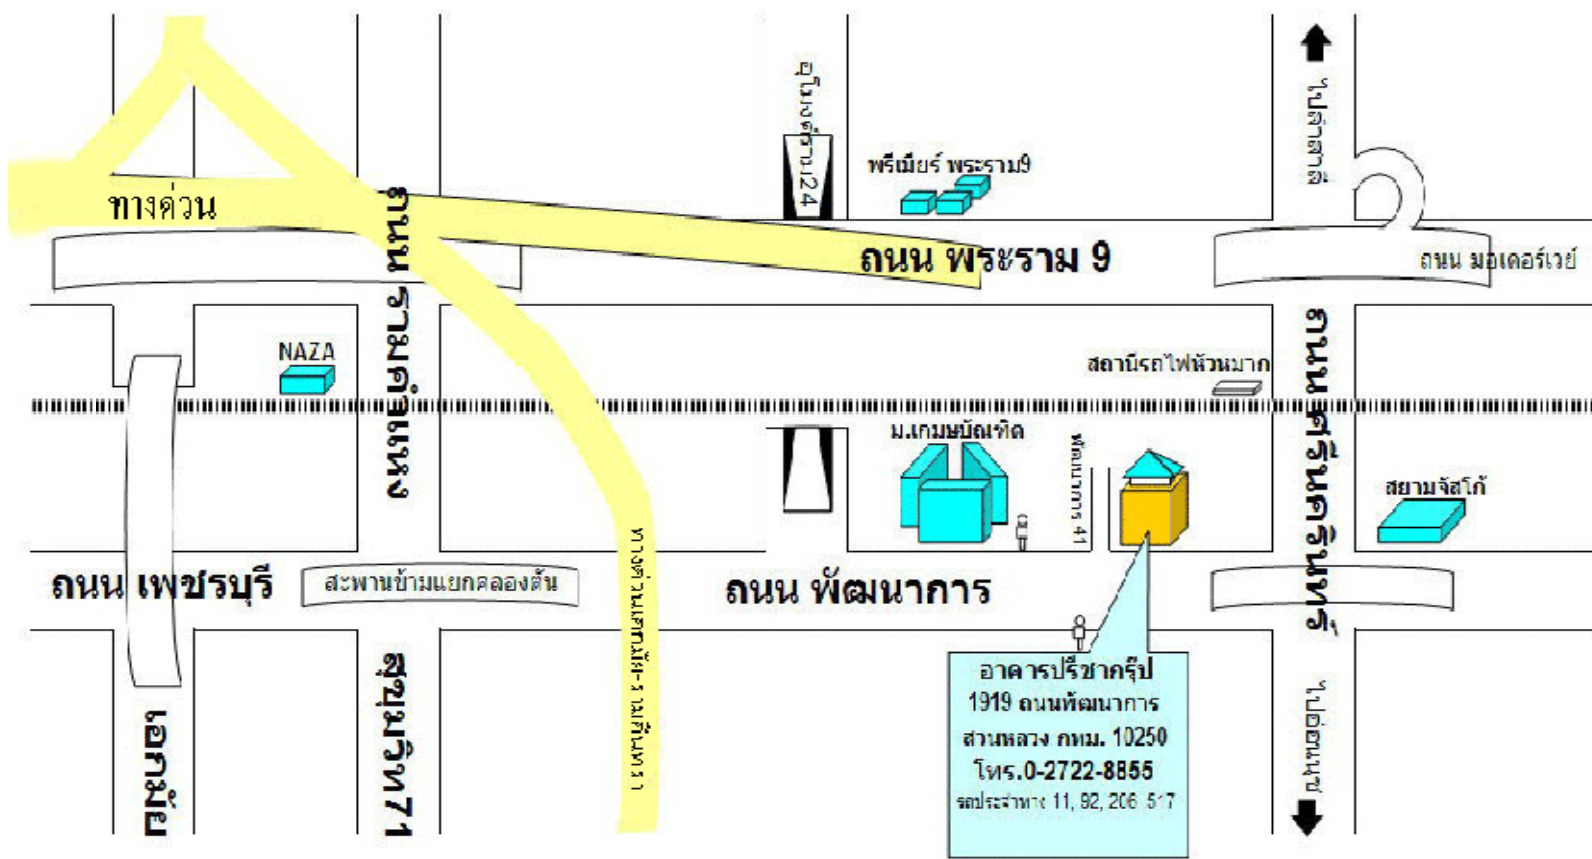 อุโมงค์ราม24
ไปลำสาลี
พรีเมียร์ พระราม9
ทางด่วน
ถนน รามคำแหง
ถนน พระราม 9
ถนน มอเตอร์เวย์
NAZA
สถานีรถไฟหัวหมาก
ถนน ศรีนครินทร์
ม.เกษมบัณฑิต
พัฒนาการ 41
สยามจัสโก้
ถนน เพชรบุรี
สะพานข้ามแยกคลองตัน
ทางด่วนเอกมัย-รามอินทรา
ถนน พัฒนาการ
เอกมัย
สุขุมวิท71
อาคารปรีชากรุ๊ป
1919 ถนนพัฒนาการ
สวนหลวง กทม. 10250
โทร.0-2722-8855
รถประจำทาง 11, 92, 206 517
ไปอ่อนนุช